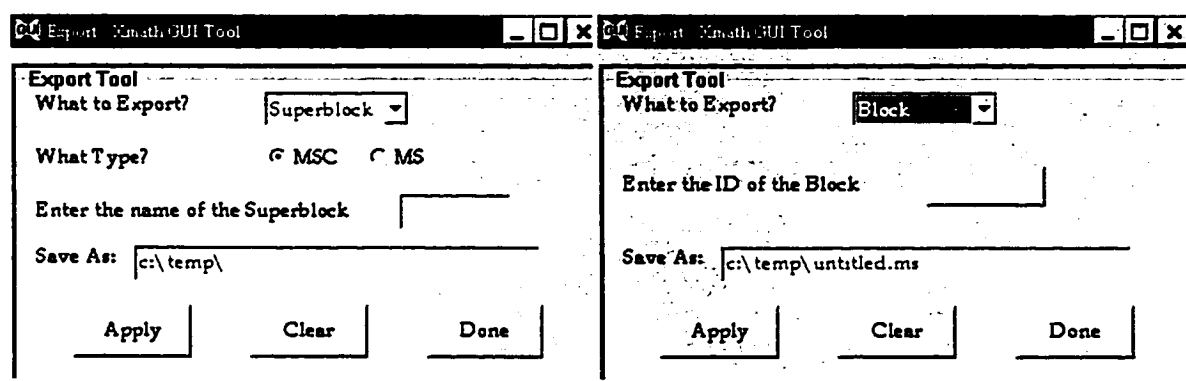 Export Xmath GUI Tool
Export Tool
What to Export? Superblock
What Type? MSC MS
Enter the name of the Superblock
Save As: c:\temp\
Apply Clear Done
Export Xmath GUI Tool
Export Tool
What to Export? Block
Enter the ID of the Block
Save As: c:\temp\untitled.ms
Apply Clear Done